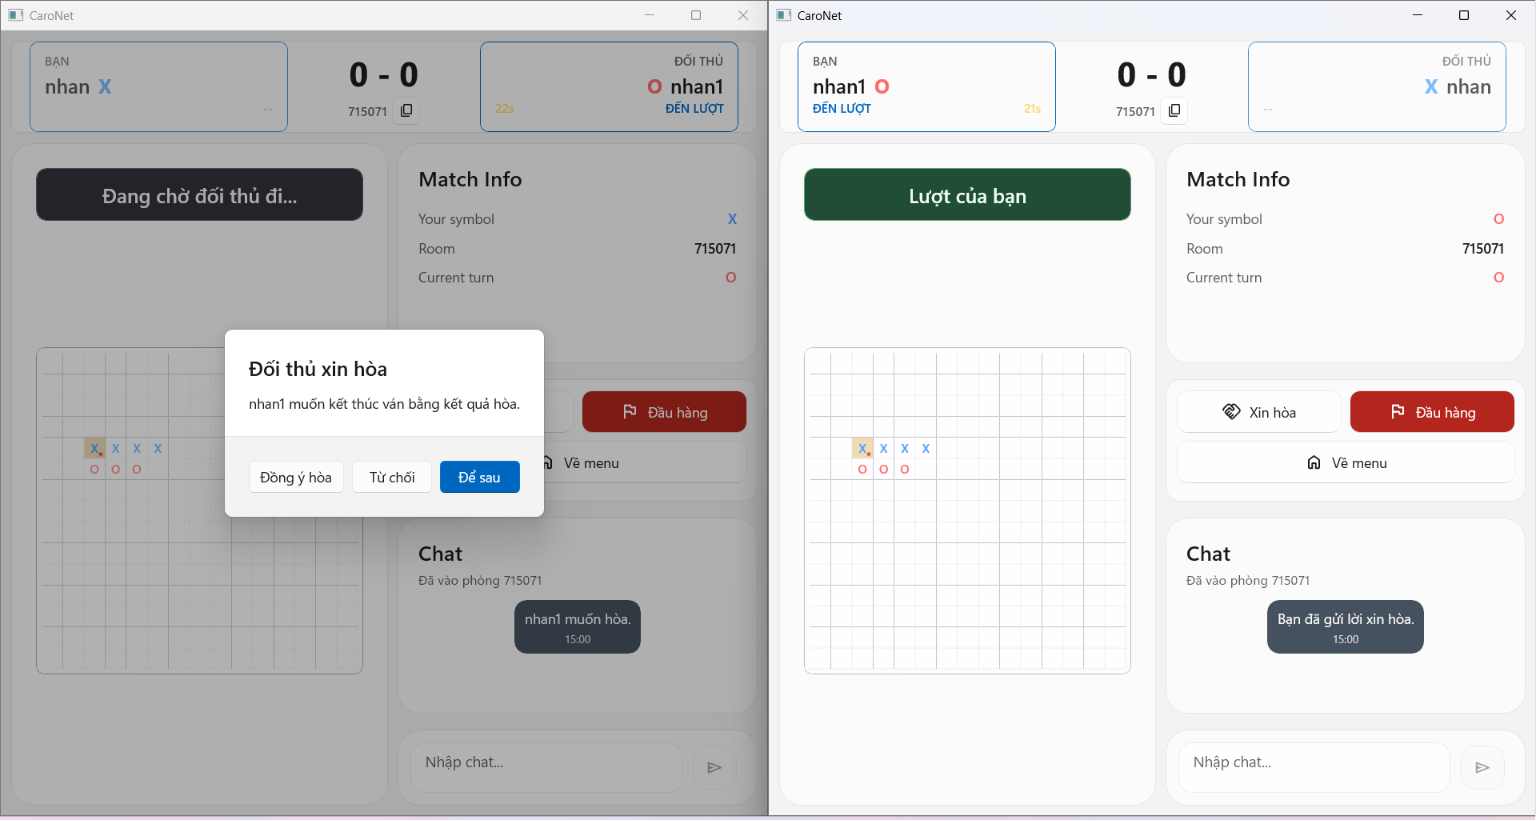 CaroNet
BẠN
nhan X
--
0 - 0
715071
ĐỐI THỦ
O nhan1
22s
ĐẾN LƯỢT
Đang chờ đối thủ đi...
Match Info
Your symbol X
Room 715071
Current turn O
X X X X
O O O
Đối thủ xin hòa
nhan1 muốn kết thúc ván bằng kết quả hòa.
Đồng ý hòa Từ chối Để sau
Đầu hàng
Về menu
Chat
Đã vào phòng 715071
nhan1 muốn hòa.
15:00
Nhập chat...
CaroNet
BẠN
nhan1 O
ĐẾN LƯỢT
21s
0 - 0
715071
ĐỐI THỦ
X nhan
--
Lượt của bạn
Match Info
Your symbol O
Room 715071
Current turn O
X X X X
O O O
Xin hòa
Đầu hàng
Về menu
Chat
Đã vào phòng 715071
Bạn đã gửi lời xin hòa.
15:00
Nhập chat...